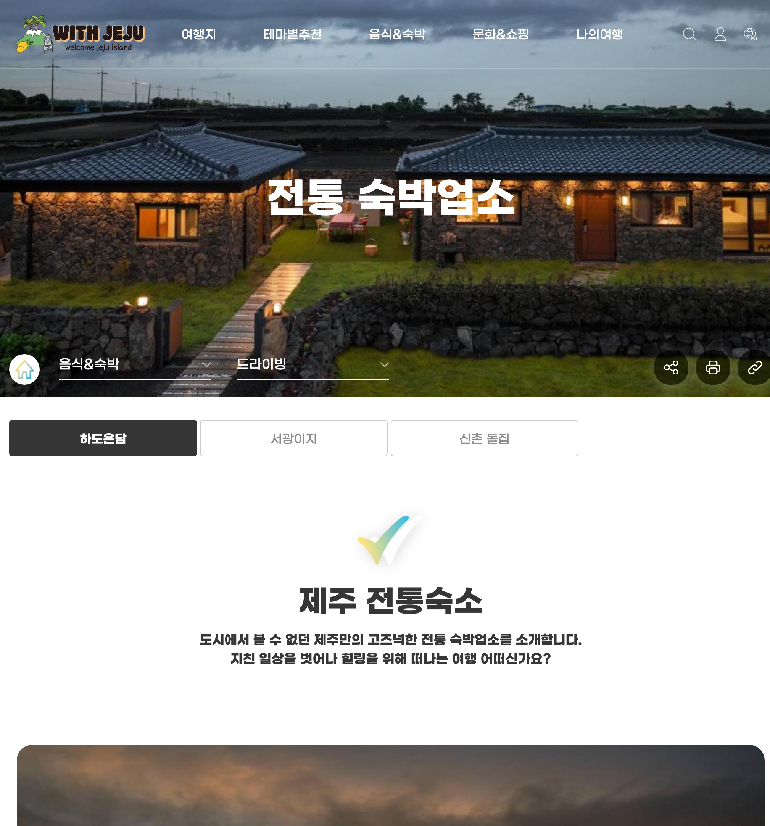 WITH JEJU
welcome jeju island
여행지
테마별추천
음식&숙박
문화&쇼핑
나의여행
전통 숙박업소
음식&숙박
드라이빙
하도온담
서광이지
신촌 돌집
제주 전통숙소
도시에서 볼 수 없던 제주만의 고즈넉한 전통 숙박업소를 소개합니다.
지친 일상을 벗어나 힐링을 위해 떠나는 여행 어떠신가요?